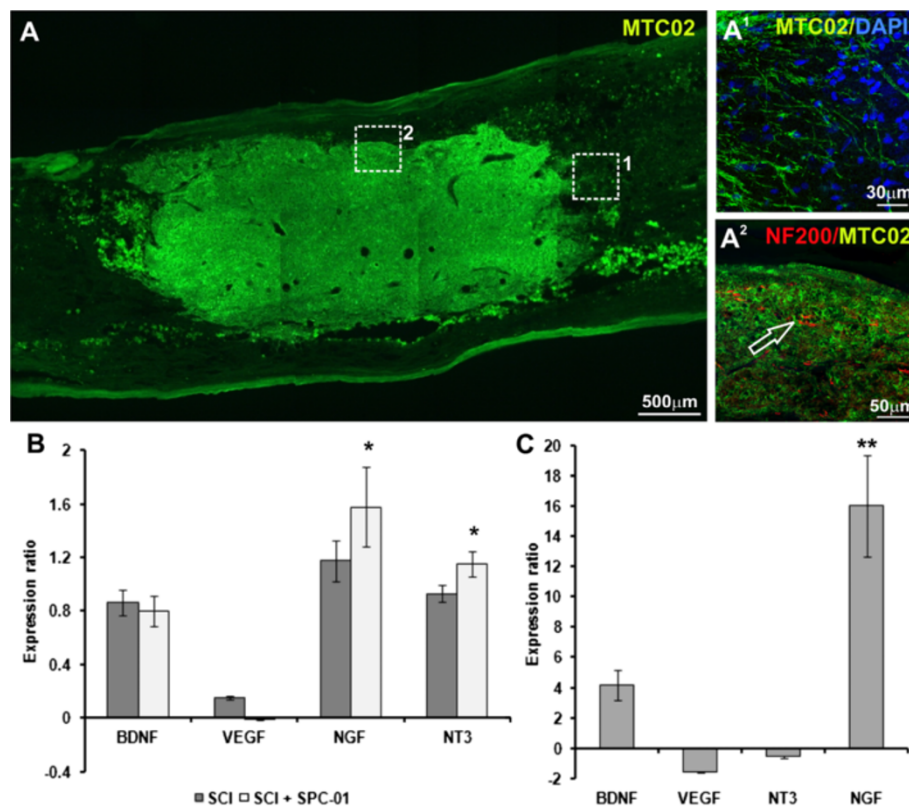 A
MTC02
2
1
500µm
A¹
MTC02/DAPI
30µm
A²
NF200/MTC02
50µm
B
Expression ratio
2
1.6
1.2
0.8
0.4
0
-0.4
*
*
BDNF VEGF NGF NT3
SCI SCI + SPC-01
C
Expression ratio
20
18
16
14
12
10
8
6
4
2
0
-2
**
BDNF VEGF NT3 NGF